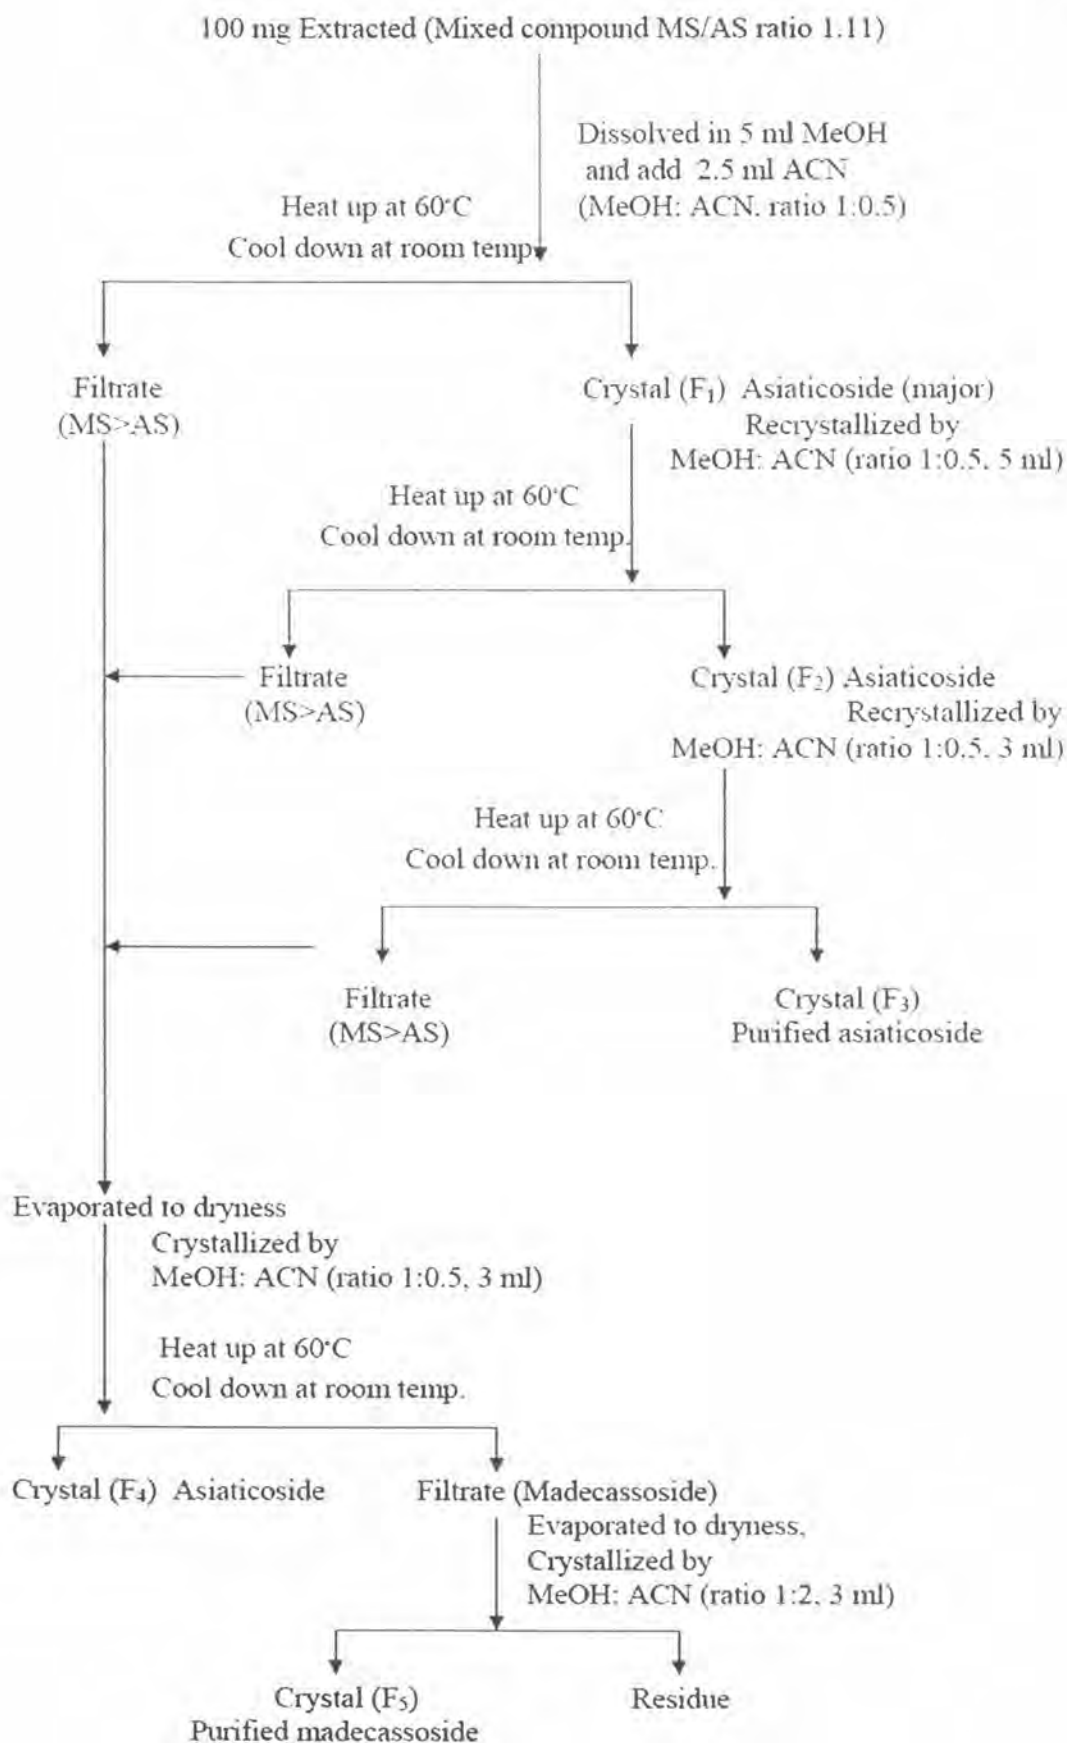 100 mg Extracted (Mixed compound MS/AS ratio 1.11)
Dissolved in 5 ml MeOH
and add 2.5 ml ACN
(MeOH: ACN. ratio 1:0.5)
Heat up at 60°C
Cool down at room temp.
Filtrate
(MS>AS)
Crystal (F₁) Asiaticoside (major)
Recrystallized by
MeOH: ACN (ratio 1:0.5, 5 ml)
Heat up at 60°C
Cool down at room temp.
Filtrate
(MS>AS)
Crystal (F₂) Asiaticoside
Recrystallized by
MeOH: ACN (ratio 1:0.5, 3 ml)
Heat up at 60°C
Cool down at room temp.
Filtrate
(MS>AS)
Crystal (F₃)
Purified asiaticoside
Evaporated to dryness
Crystallized by
MeOH: ACN (ratio 1:0.5, 3 ml)
Heat up at 60°C
Cool down at room temp.
Crystal (F₄) Asiaticoside
Filtrate (Madecassoside)
Evaporated to dryness,
Crystallized by
MeOH: ACN (ratio 1:2, 3 ml)
Crystal (F₅)
Purified madecassoside
Residue